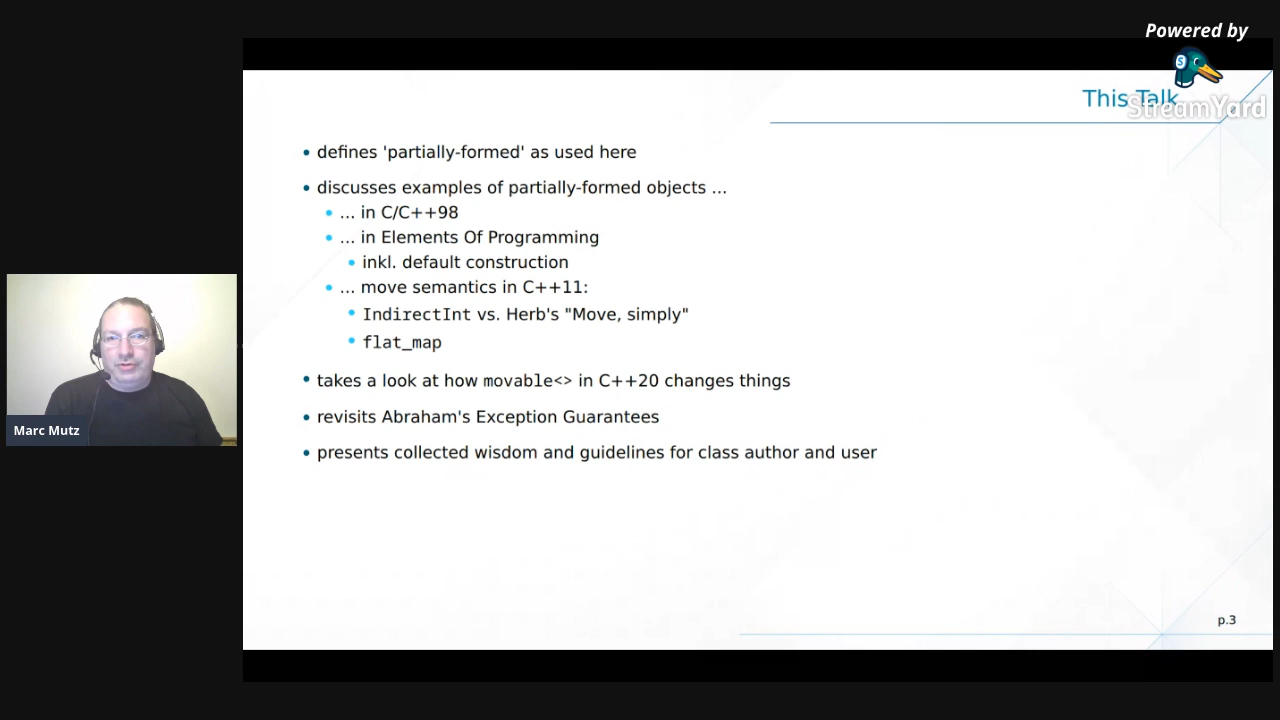 Powered by
StreamYard
This Talk
• defines 'partially-formed' as used here
• discusses examples of partially-formed objects ...
• ... in C/C++98
• ... in Elements Of Programming
• inkl. default construction
• ... move semantics in C++11:
• IndirectInt vs. Herb's "Move, simply"
• flat_map
• takes a look at how movable<> in C++20 changes things
• revisits Abraham's Exception Guarantees
• presents collected wisdom and guidelines for class author and user
Marc Mutz
p.3